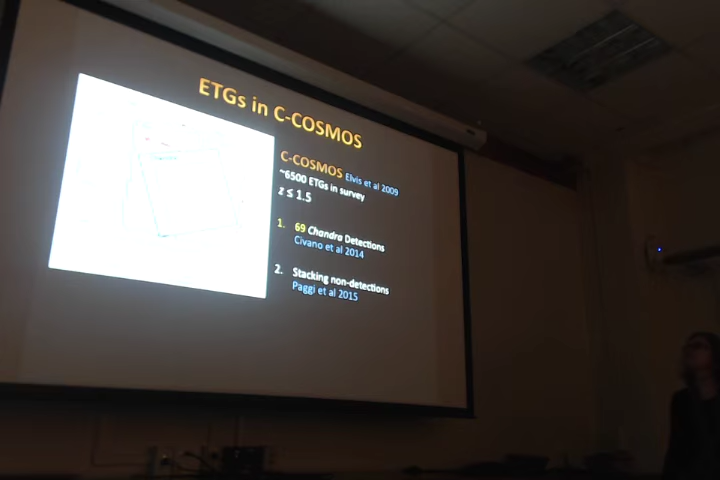 ETGs in C-COSMOS
C-COSMOS Elvis et al 2009
~6500 ETGs in survey
z ≤ 1.5
1. 69 Chandra Detections
Civano et al 2014
2. Stacking non-detections
Paggi et al 2015